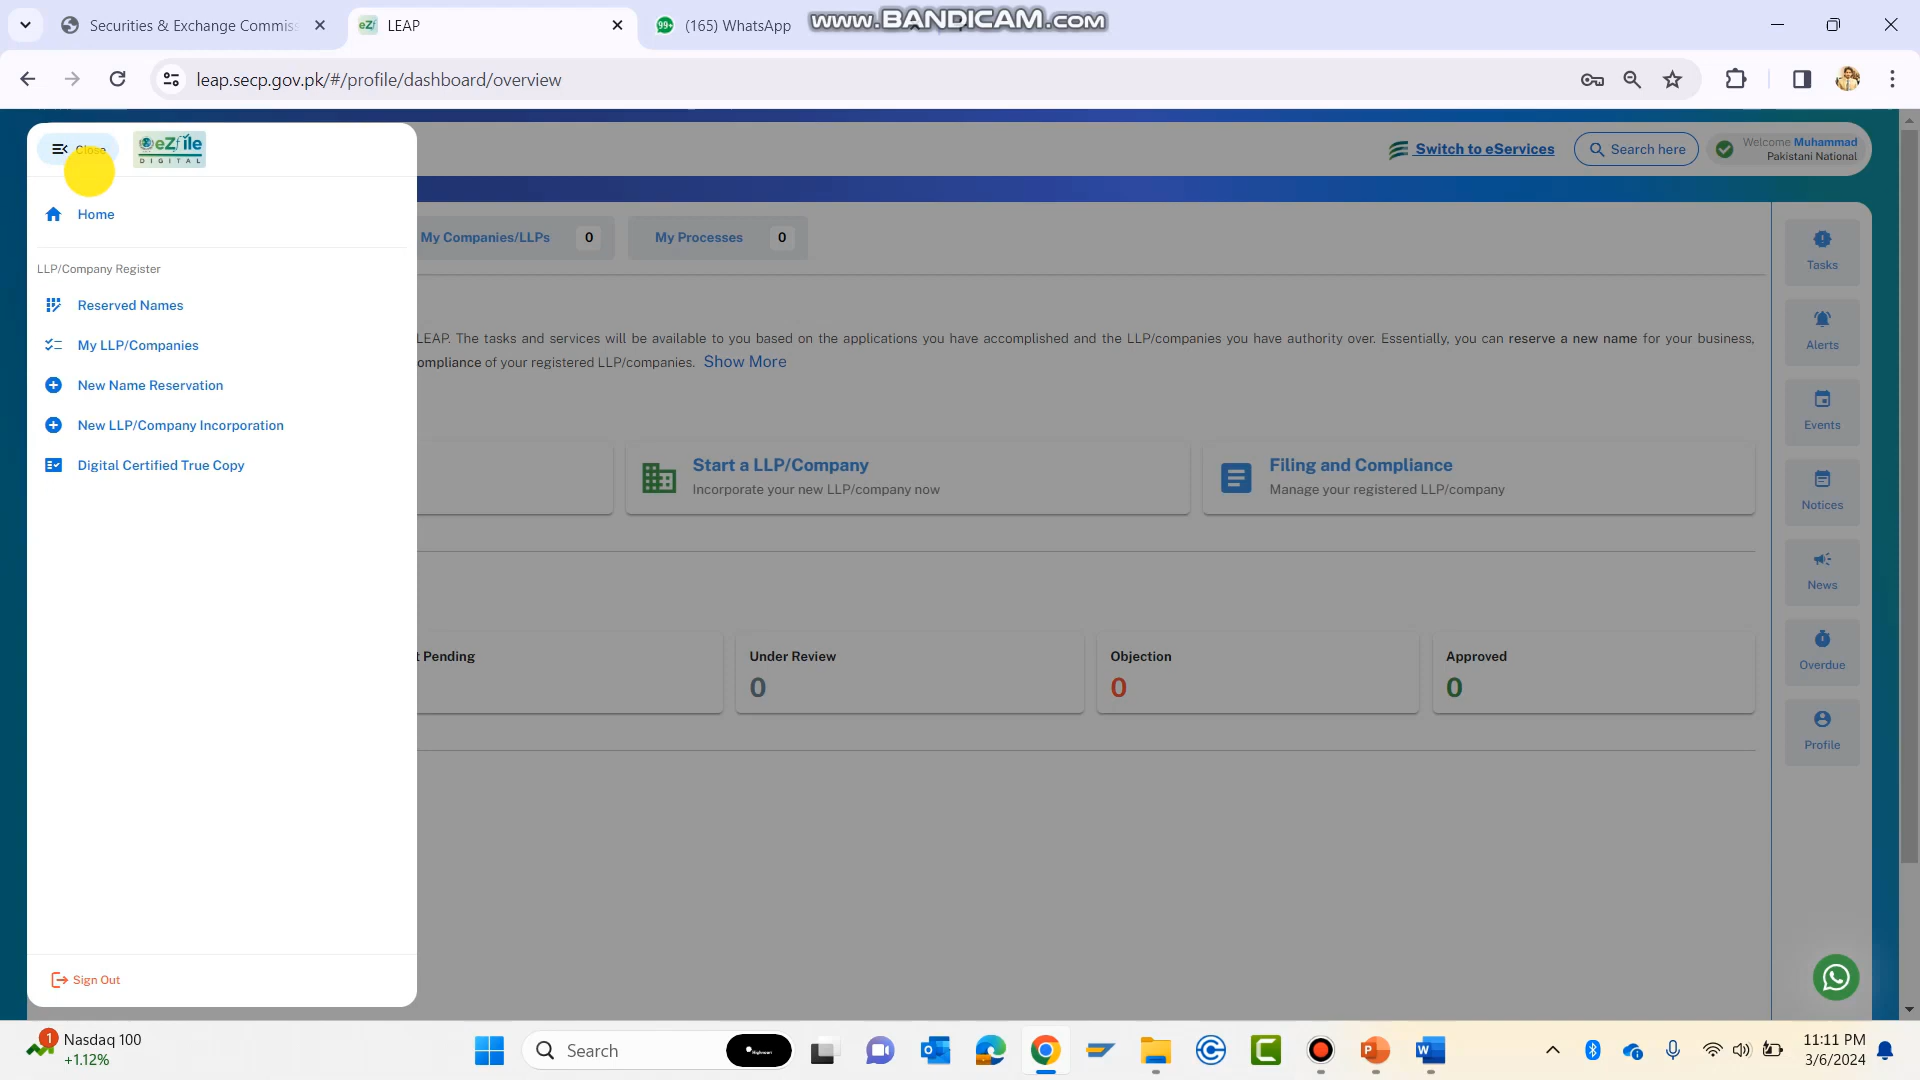 Securities & Exchange Commis
LEAP
(165) WhatsApp
www.BANDICAM.com
leap.secp.gov.pk/#/profile/dashboard/overview
Close
eZfile
DIGITAL
Switch to eServices
Search here
Welcome Muhammad
Pakistani National
Home
My Companies/LLPs 0
My Processes 0
Tasks
LLP/Company Register
Reserved Names
My LLP/Companies
New Name Reservation
New LLP/Company Incorporation
Digital Certified True Copy
LEAP. The tasks and services will be available to you based on the applications you have accomplished and the LLP/companies you have authority over. Essentially, you can reserve a new name for your business,
ompliance of your registered LLP/companies. Show More
Alerts
Events
Start a LLP/Company
Incorporate your new LLP/company now
Filing and Compliance
Manage your registered LLP/company
Notices
News
t Pending
Under Review
0
Objection
0
Approved
0
Overdue
Profile
Sign Out
1
Nasdaq 100
+1.12%
Search
11:11 PM
3/6/2024